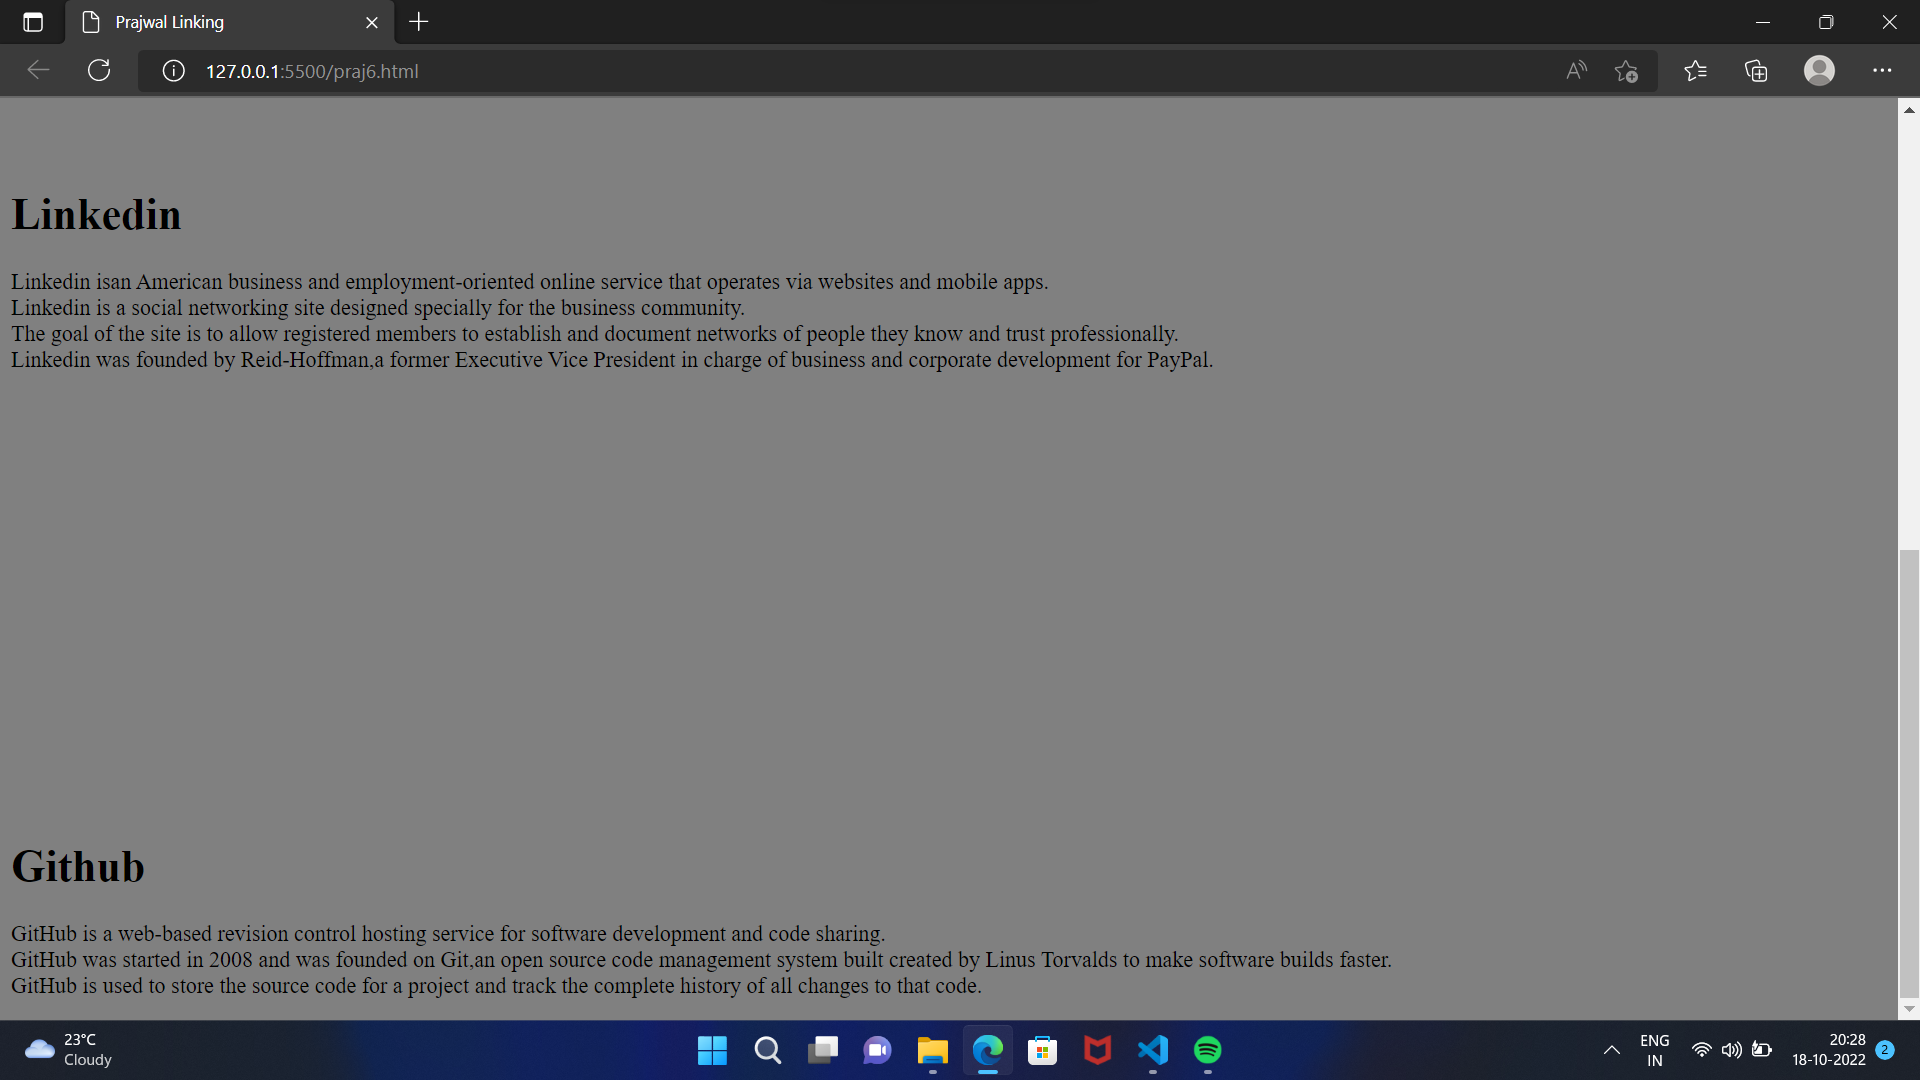 Prajwal Linking
127.0.0.1:5500/praj6.html
Linkedin
Linkedin isan American business and employment-oriented online service that operates via websites and mobile apps.
Linkedin is a social networking site designed specially for the business community.
The goal of the site is to allow registered members to establish and document networks of people they know and trust professionally.
Linkedin was founded by Reid-Hoffman,a former Executive Vice President in charge of business and corporate development for PayPal.
Github
GitHub is a web-based revision control hosting service for software development and code sharing.
GitHub was started in 2008 and was founded on Git,an open source code management system built created by Linus Torvalds to make software builds faster.
GitHub is used to store the source code for a project and track the complete history of all changes to that code.
23°C
Cloudy
ENG
IN
20:28
18-10-2022
2